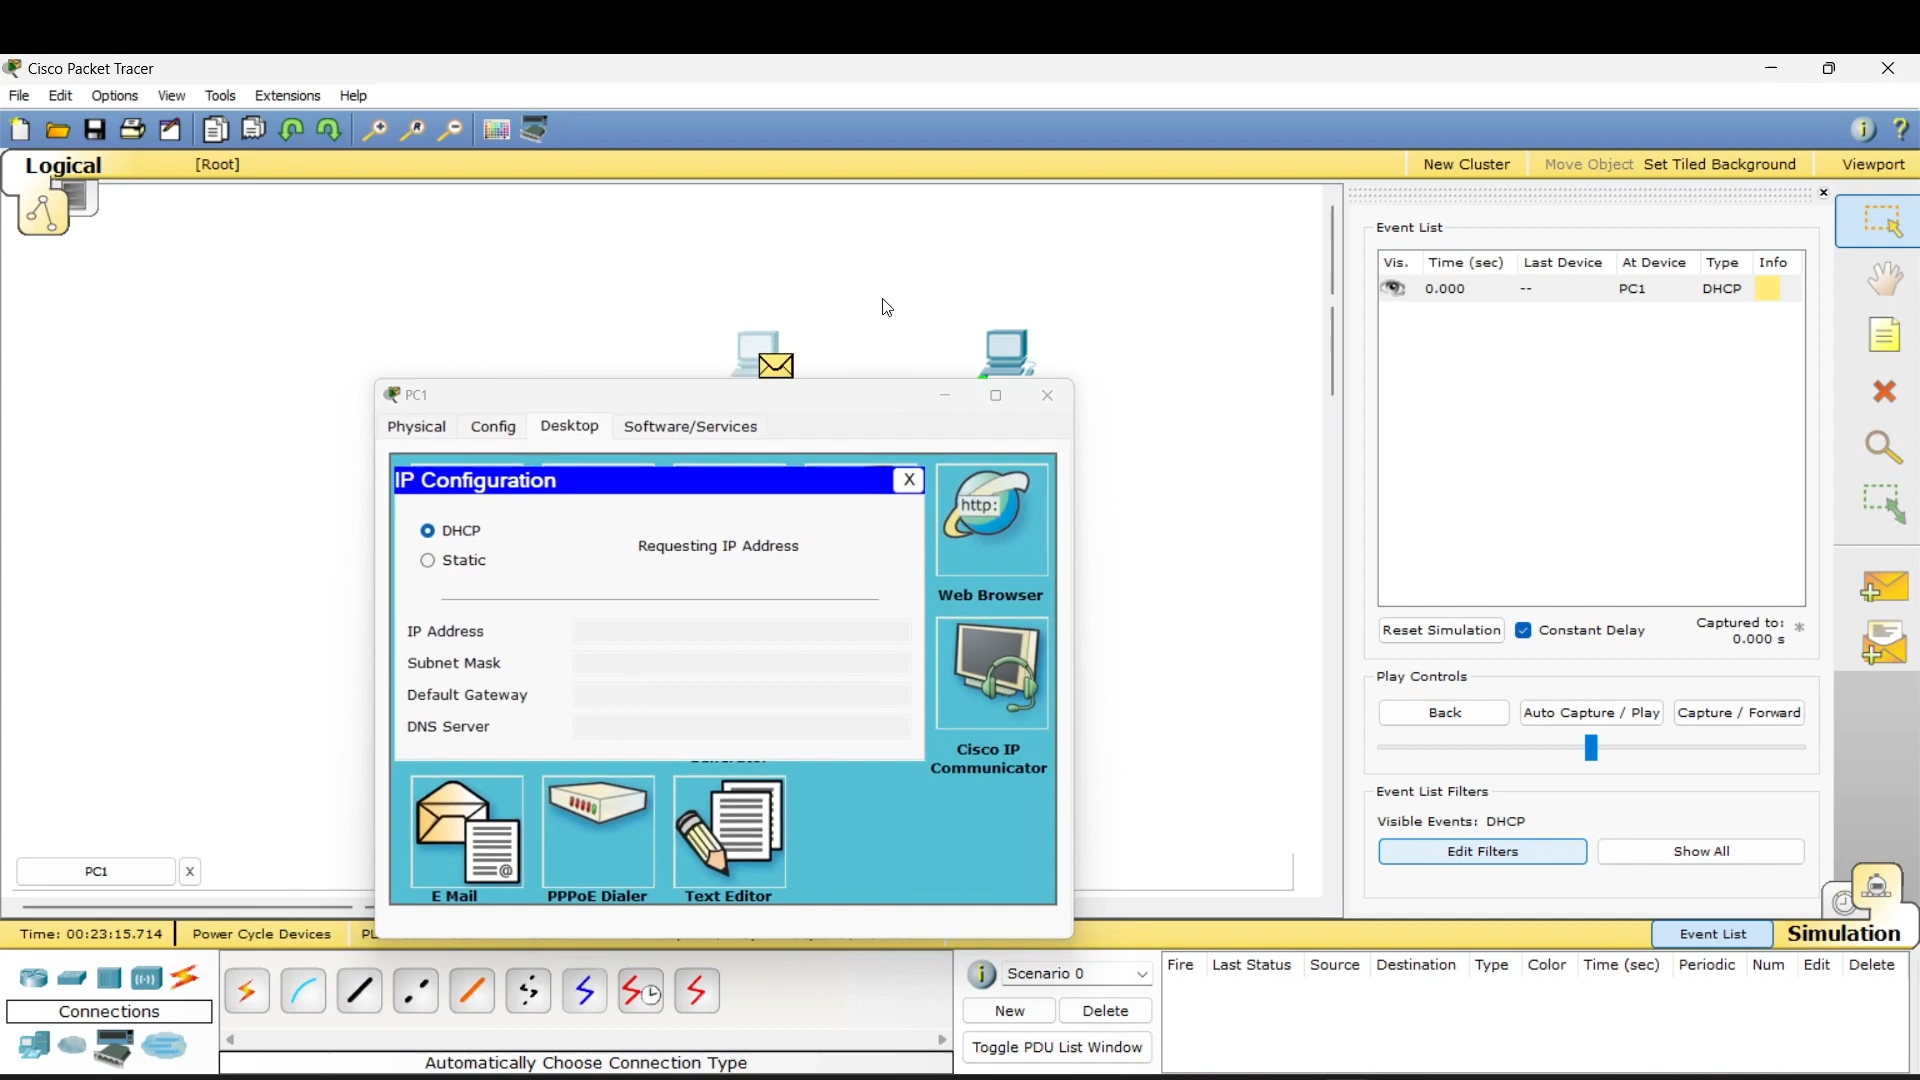 Cisco Packet Tracer
File Edit Options View Tools Extensions Help
Logical [Root] New Cluster Move Object Set Tiled Background Viewport
Event List
Vis. Time (sec) Last Device At Device Type Info
0.000 -- PC1 DHCP
PC1
Physical Config Desktop Software/Services
IP Configuration X
DHCP
Static
Requesting IP Address
IP Address
Subnet Mask
Default Gateway
DNS Server
http:
Web Browser
Cisco IP
Communicator
E Mail PPPoE Dialer Text Editor
Reset Simulation Constant Delay Captured to: *
0.000 s
Play Controls
Back Auto Capture / Play Capture / Forward
Event List Filters
Visible Events: DHCP
Edit Filters Show All
PC1 X
Time: 00:23:15.714 Power Cycle Devices
Event List Simulation
Connections
Automatically Choose Connection Type
Scenario 0
New Delete
Toggle PDU List Window
Fire Last Status Source Destination Type Color Time (sec) Periodic Num Edit Delete